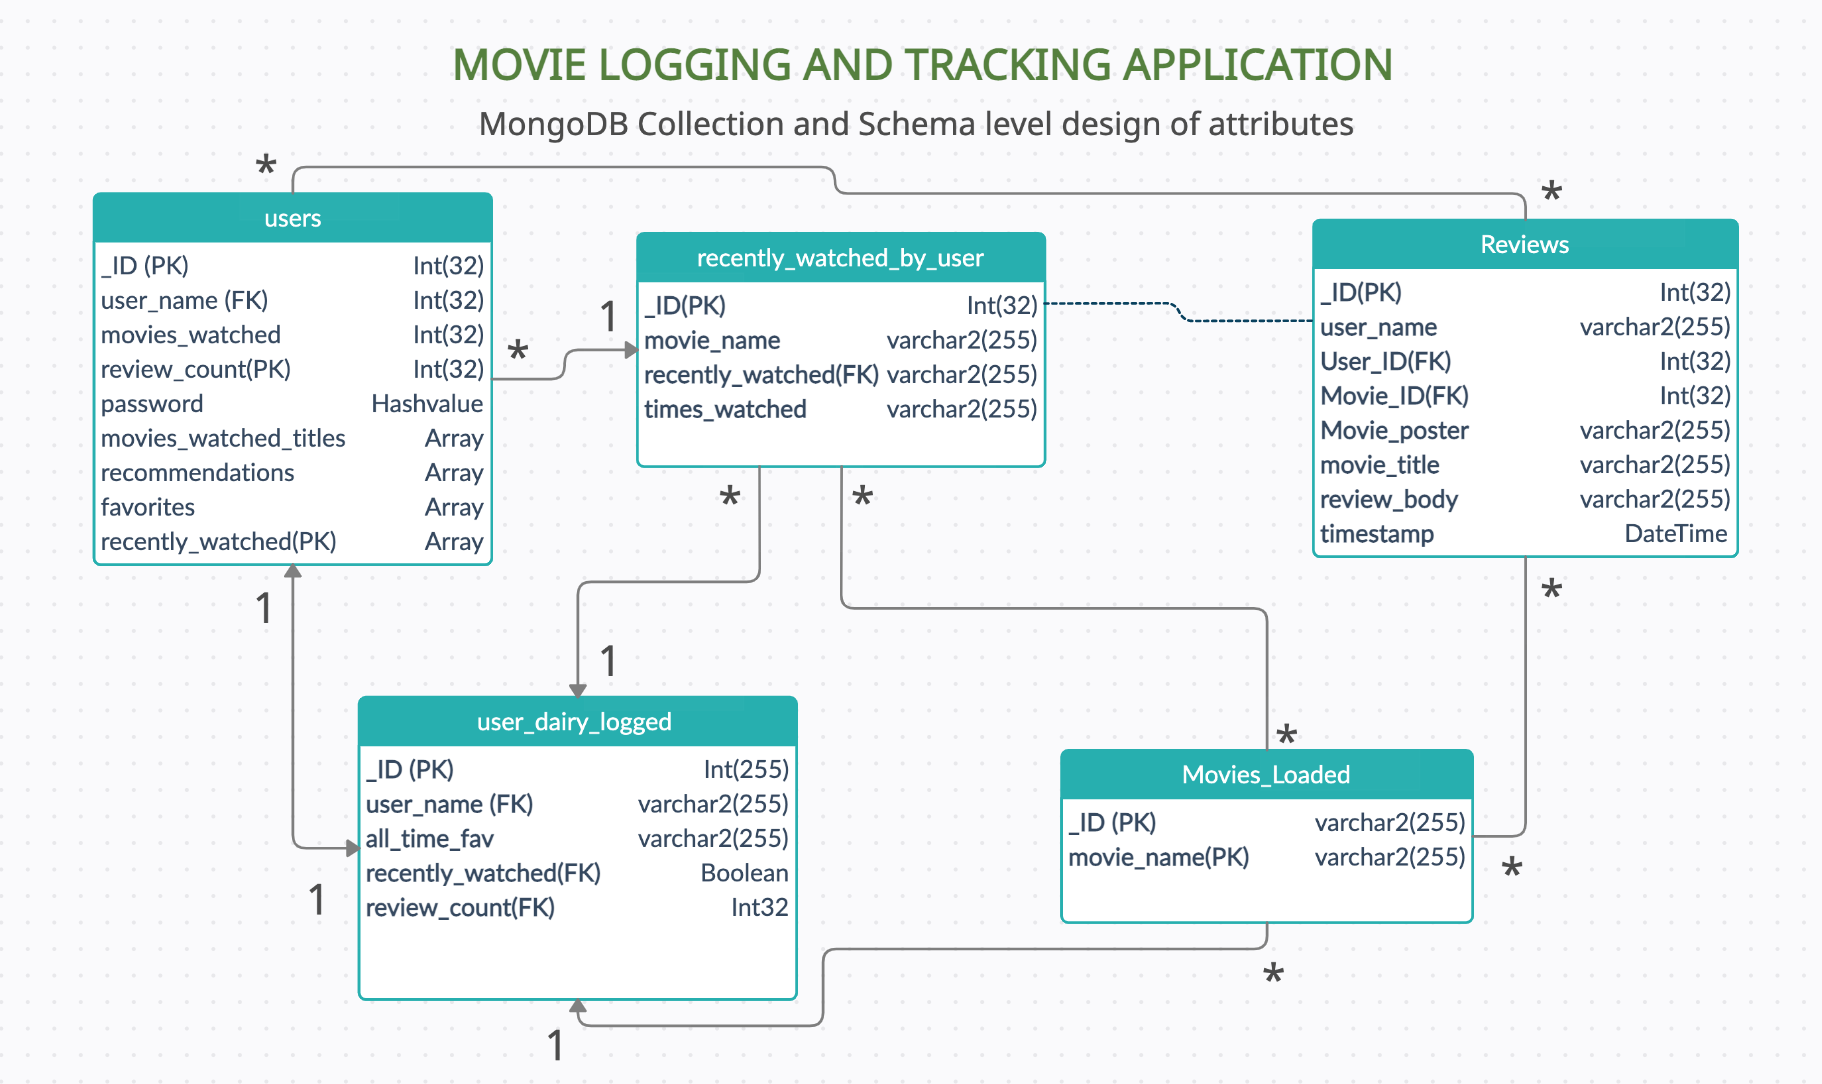 MOVIE LOGGING AND TRACKING APPLICATION
MongoDB Collection and Schema level design of attributes
*
*
users
_ID (PK) Int(32)
user_name (FK) Int(32)
movies_watched Int(32)
review_count(PK) Int(32)
password Hashvalue
movies_watched_titles Array
recommendations Array
favorites Array
recently_watched(PK) Array
*
1
recently_watched_by_user
_ID(PK) Int(32)
movie_name varchar2(255)
recently_watched(FK) varchar2(255)
times_watched varchar2(255)
*
*
Reviews
_ID(PK) Int(32)
user_name varchar2(255)
User_ID(FK) Int(32)
Movie_ID(FK) Int(32)
Movie_poster varchar2(255)
movie_title varchar2(255)
review_body varchar2(255)
timestamp DateTime
*
1
1
1
user_dairy_logged
_ID (PK) Int(255)
user_name (FK) varchar2(255)
all_time_fav varchar2(255)
recently_watched(FK) Boolean
review_count(FK) Int32
1
*
Movies_Loaded
_ID (PK) varchar2(255)
movie_name(PK) varchar2(255)
*
*